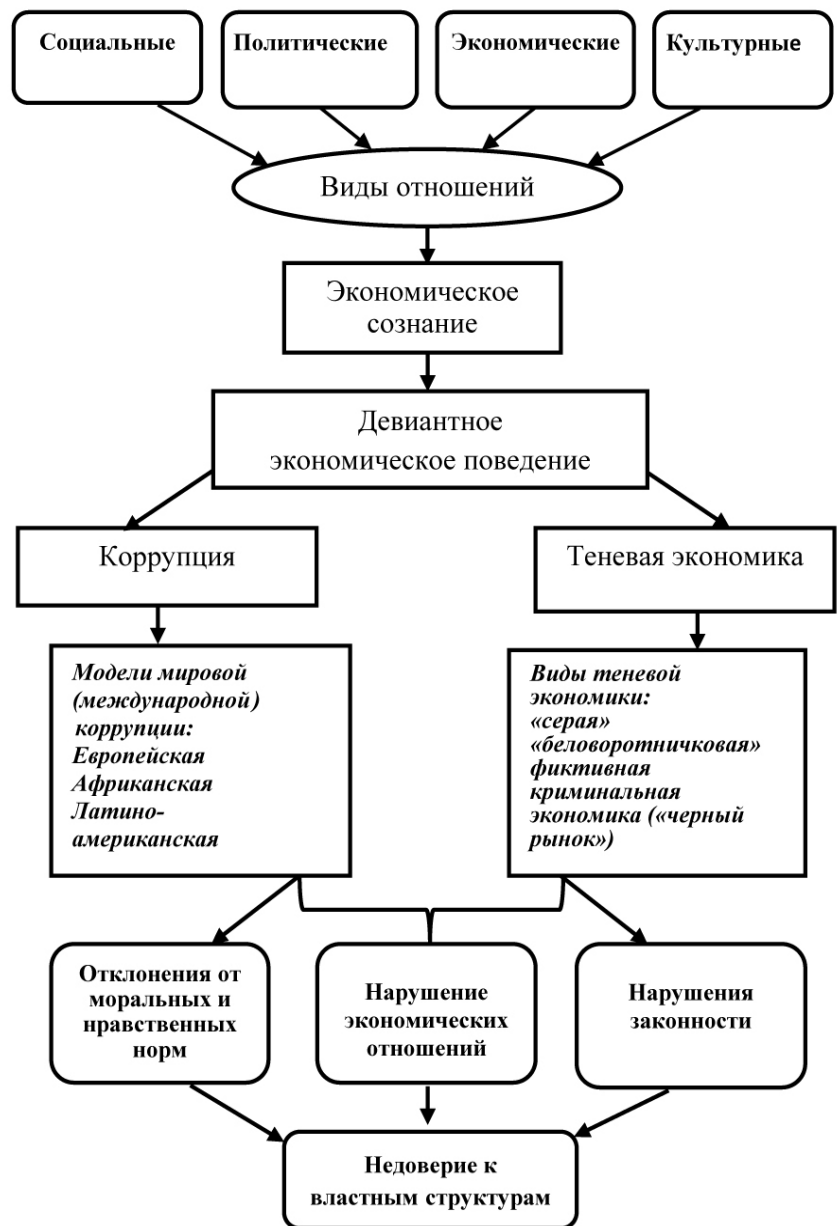 Социальные
Политические
Экономические
Культурные
Виды отношений
Экономическое
сознание
Девиантное
экономическое поведение
Коррупция
Теневая экономика
Модели мировой
(международной)
коррупции:
Европейская
Африканская
Латино-
американская
Виды теневой
экономики:
«серая»
«беловоротничковая»
фиктивная
криминальная
экономика («черный
рынок»)
Отклонения от
моральных и
нравственных
норм
Нарушение
экономических
отношений
Нарушения
законности
Недоверие к
властным структурам